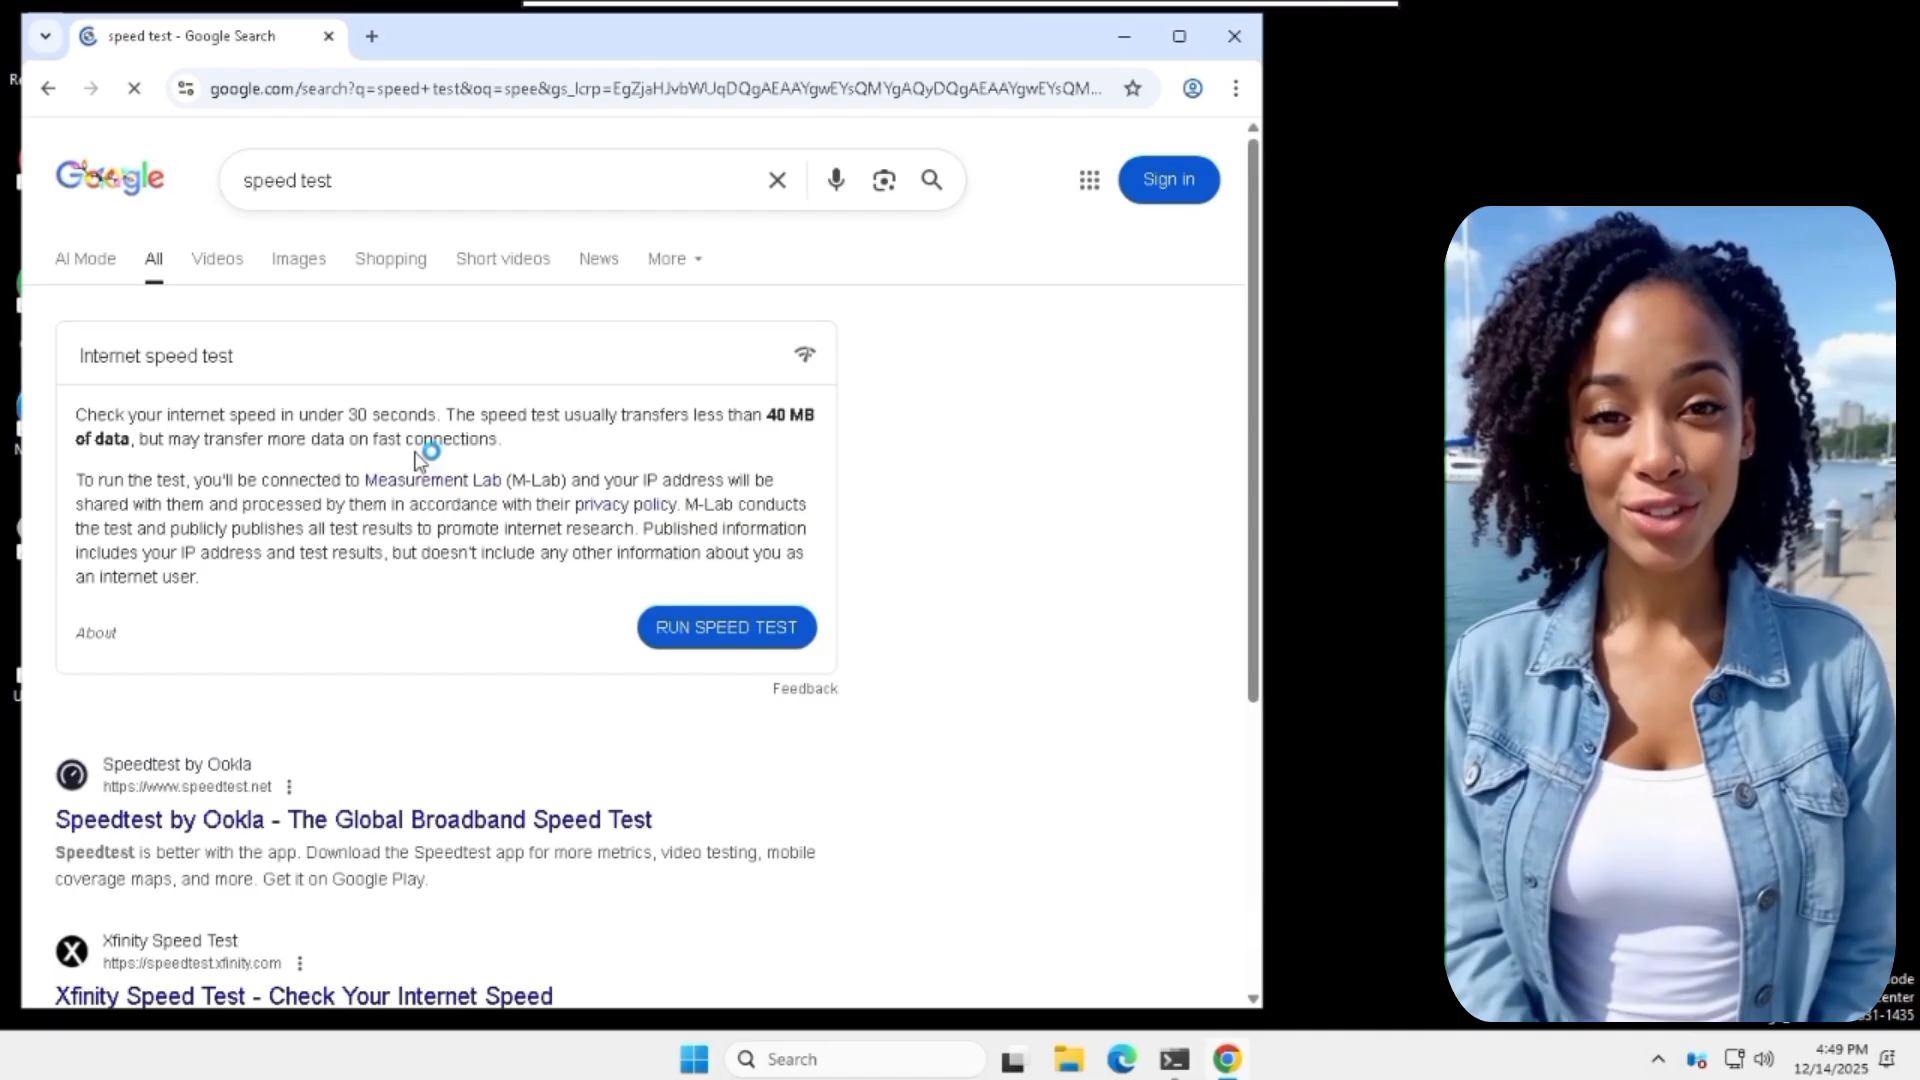 speed test - Google Search
google.com/search?q=speed+test&oq=spee&gs_lcrp=EgZjaHJvbWUqDQgAEAAYgwEYsQMYgAQyDQgAEAAYgwEYsQM...
Google
speed test
Sign in
AI Mode
All
Videos
Images
Shopping
Short videos
News
More
Internet speed test
Check your internet speed in under 30 seconds. The speed test usually transfers less than 40 MB
of data, but may transfer more data on fast connections.
To run the test, you'll be connected to Measurement Lab (M-Lab) and your IP address will be
shared with them and processed by them in accordance with their privacy policy. M-Lab conducts
the test and publicly publishes all test results to promote internet research. Published information
includes your IP address and test results, but doesn't include any other information about you as
an internet user.
About
RUN SPEED TEST
Feedback
Speedtest by Ookla
https://www.speedtest.net
Speedtest by Ookla - The Global Broadband Speed Test
Speedtest is better with the app. Download the Speedtest app for more metrics, video testing, mobile
coverage maps, and more. Get it on Google Play.
Xfinity Speed Test
https://speedtest.xfinity.com
Xfinity Speed Test - Check Your Internet Speed
Search
4:49 PM
12/14/2025